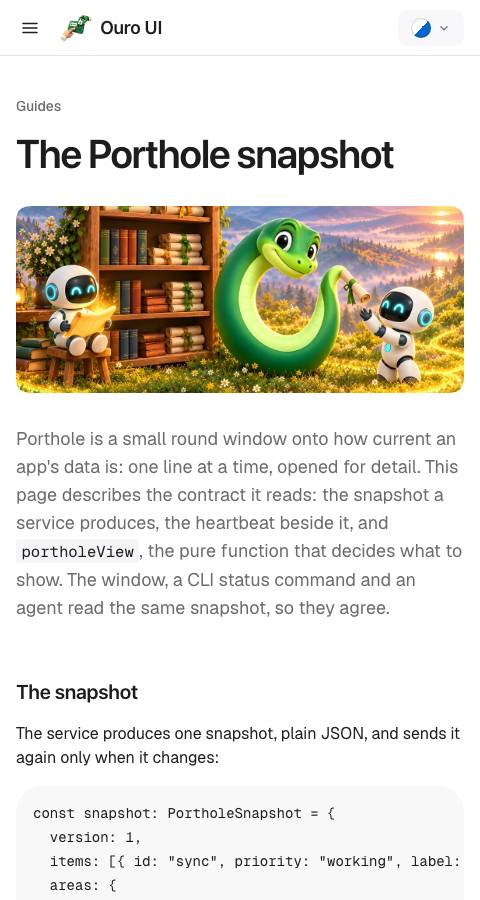 Ouro UI
Guides
The Porthole snapshot
Porthole is a small round window onto how current an
app's data is: one line at a time, opened for detail. This
page describes the contract it reads: the snapshot a
service produces, the heartbeat beside it, and
portholeView, the pure function that decides what to
show. The window, a CLI status command and an
agent read the same snapshot, so they agree.
The snapshot
The service produces one snapshot, plain JSON, and sends it
again only when it changes:
const snapshot: PortholeSnapshot = {
  version: 1,
  items: [{ id: "sync", priority: "working", label:
  areas: {